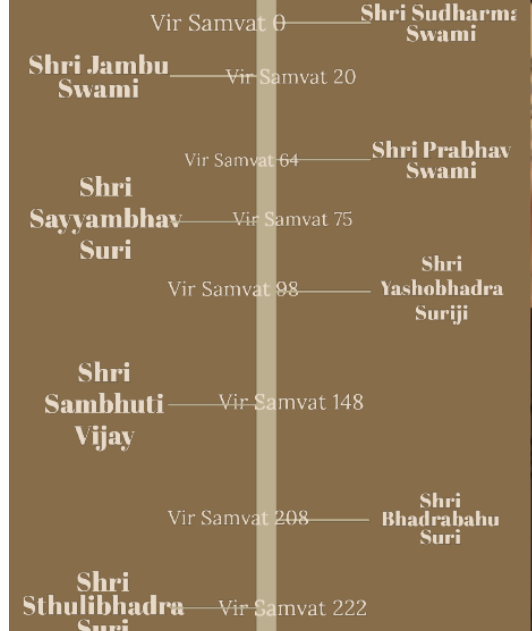 Vir Samvat 0
Shri Sudharma
Swami
Shri Jambu
Swami
Vir Samvat 20
Vir Samvat 64
Shri Prabhav
Swami
Shri
Sayyambhav
Suri
Vir Samvat 75
Vir Samvat 98
Shri
Yashobhadra
Suriji
Shri
Sambhuti
Vijay
Vir Samvat 148
Vir Samvat 208
Shri
Bhadrabahu
Suri
Shri
Sthulibhadra
Suri
Vir Samvat 222